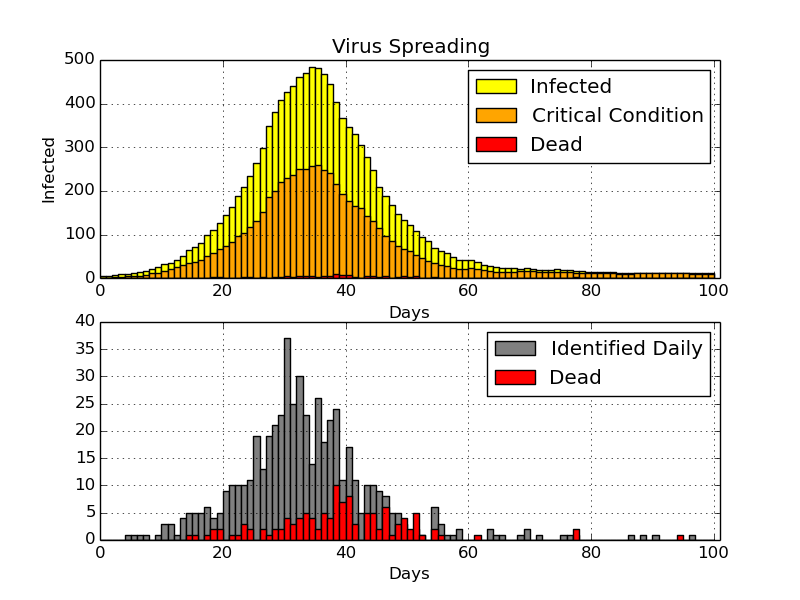 Virus Spreading
500
400
300
200
100
0
Infected
Infected
Critical Condition
Dead
0 20 40 60 80 100
Days
40
35
30
25
20
15
10
5
0
Identified Daily
Dead
0 20 40 60 80 100
Days